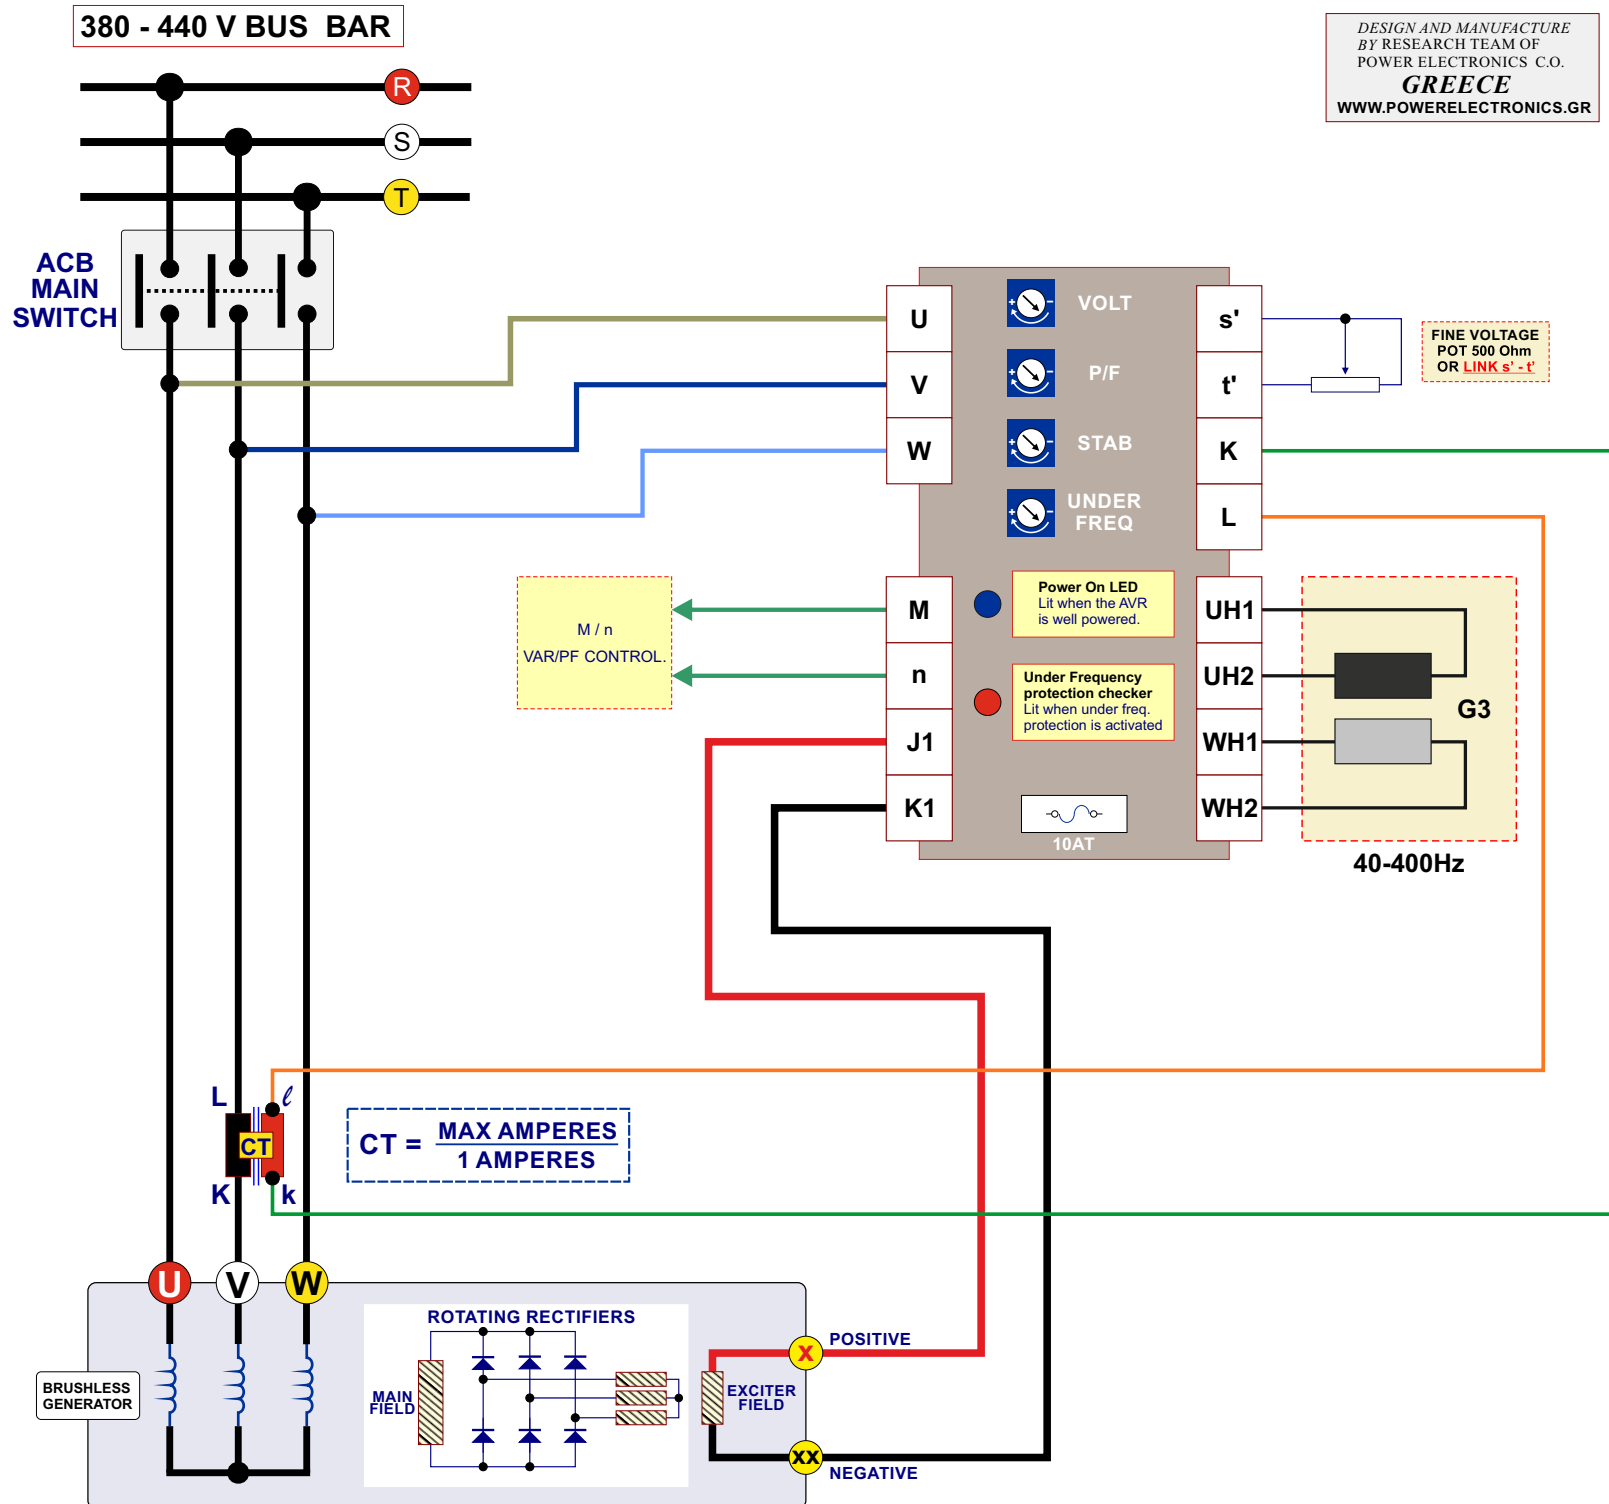 380 - 440 V BUS BAR
DESIGN AND MANUFACTURE
BY RESEARCH TEAM OF
POWER ELECTRONICS C.O.
GREECE
WWW.POWERELECTRONICS.GR
R
S
T
ACB
MAIN
SWITCH
U
V
W
VOLT
P/F
STAB
UNDER
FREQ
s'
t'
K
L
FINE VOLTAGE
POT 500 Ohm
OR LINK s' - t'
M / n
VAR/PF CONTROL.
M
n
J1
K1
Power On LED
Lit when the AVR
is well powered.
Under Frequency
protection checker
Lit when under freq.
protection is activated
10AT
UH1
UH2
WH1
WH2
G3
40-400Hz
L
ℓ
CT
K
k
CT = MAX AMPERES
1 AMPERES
U
V
W
BRUSHLESS
GENERATOR
ROTATING RECTIFIERS
MAIN
FIELD
EXCITER
FIELD
X
POSITIVE
XX
NEGATIVE